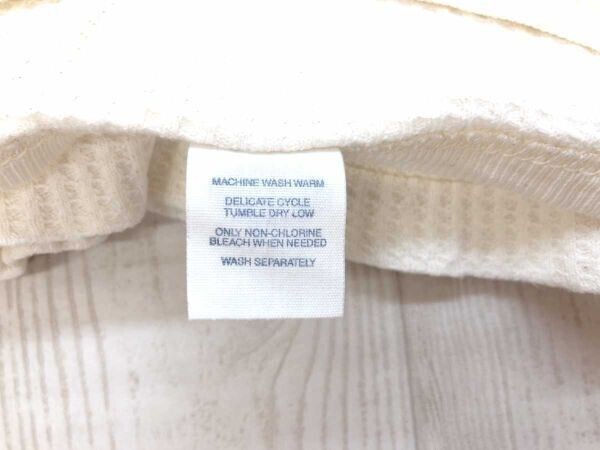 MACHINE WASH WARM
DELICATE CYCLE
TUMBLE DRY LOW
ONLY NON-CHLORINE
BLEACH WHEN NEEDED
WASH SEPARATELY